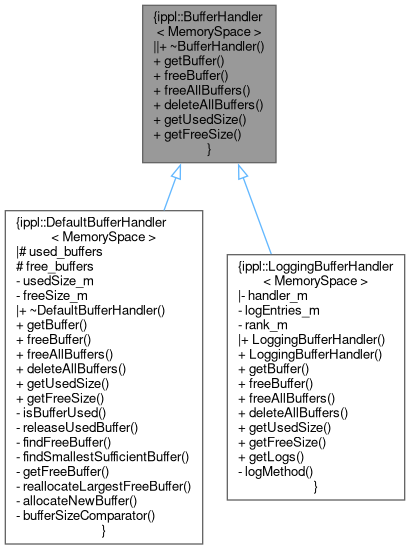 {ippl::BufferHandler
< MemorySpace >
||+ ~BufferHandler()
+ getBuffer()
+ freeBuffer()
+ freeAllBuffers()
+ deleteAllBuffers()
+ getUsedSize()
+ getFreeSize()
}
{ippl::DefaultBufferHandler
< MemorySpace >
|# used_buffers
# free_buffers
- usedSize_m
- freeSize_m
|+ ~DefaultBufferHandler()
+ getBuffer()
+ freeBuffer()
+ freeAllBuffers()
+ deleteAllBuffers()
+ getUsedSize()
+ getFreeSize()
- isBufferUsed()
- releaseUsedBuffer()
- findFreeBuffer()
- findSmallestSufficientBuffer()
- getFreeBuffer()
- reallocateLargestFreeBuffer()
- allocateNewBuffer()
- bufferSizeComparator()
}
{ippl::LoggingBufferHandler
< MemorySpace >
|- handler_m
- logEntries_m
- rank_m
|+ LoggingBufferHandler()
+ LoggingBufferHandler()
+ getBuffer()
+ freeBuffer()
+ freeAllBuffers()
+ deleteAllBuffers()
+ getUsedSize()
+ getFreeSize()
+ getLogs()
- logMethod()
}